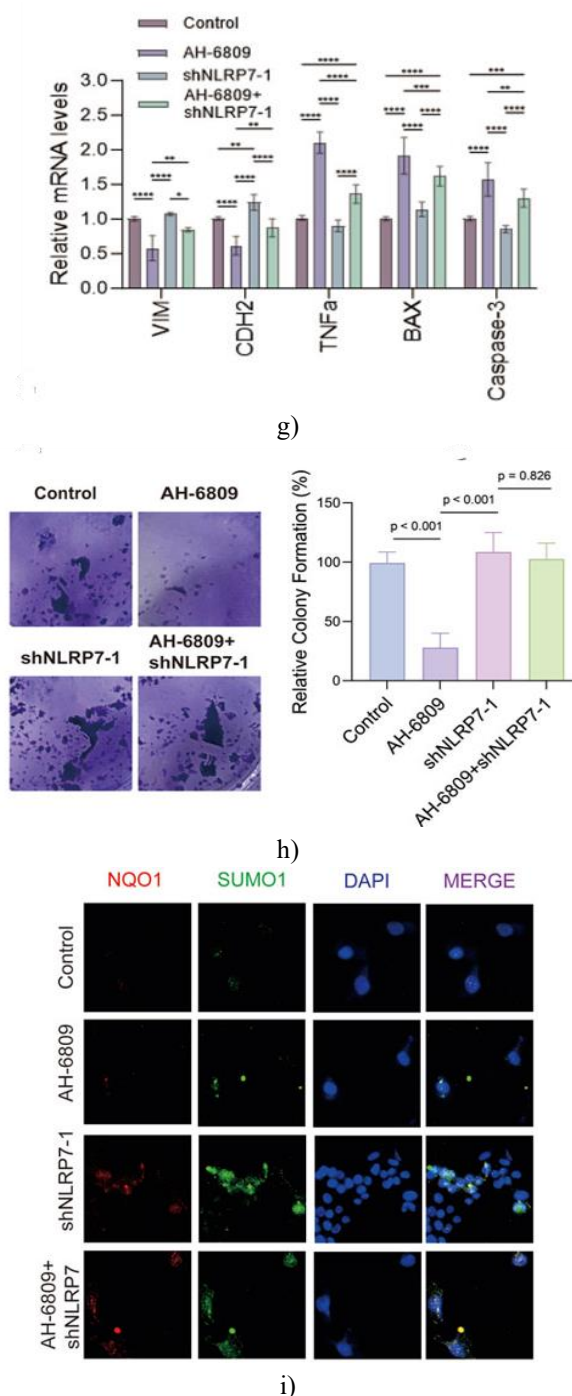 Control
AH-6809
shNLRP7-1
AH-6809+
shNLRP7-1
Relative mRNA levels
3.0
2.5
2.0
1.5
1.0
0.5
0.0
**** **** ** *
**** ** **** **
**** **** **** **** ****
**** **** **** *** ****
**** **** **** ** ***
VIM
CDH2
TNFa
BAX
Caspase-3
g)
Control
AH-6809
shNLRP7-1
AH-6809+
shNLRP7-1
Relative Colony Formation (%)
150
100
50
0
p < 0.001
p < 0.001
p = 0.826
Control
AH-6809
shNLRP7-1
AH-6809+shNLRP7-1
h)
NQO1 SUMO1 DAPI MERGE
Control
AH-6809
shNLRP7-1
AH-6809+
shNLRP7
i)